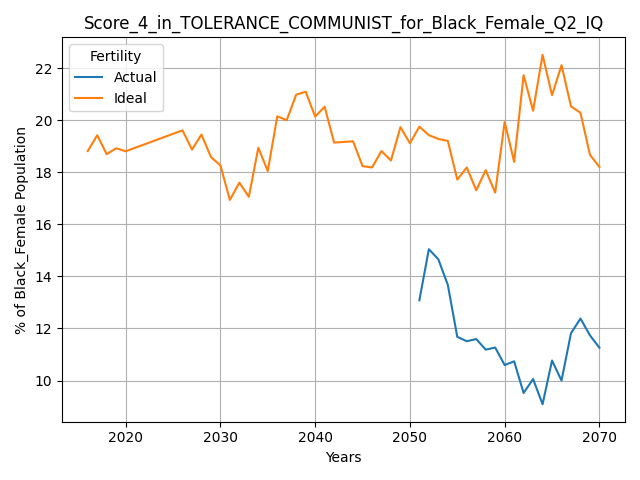 Score_4_in_TOLERANCE_COMMUNIST_for_Black_Female_Q2_IQ
Fertility
Actual
Ideal
% of Black_Female Population
22
20
18
16
14
12
10
2020 2030 2040 2050 2060 2070
Years